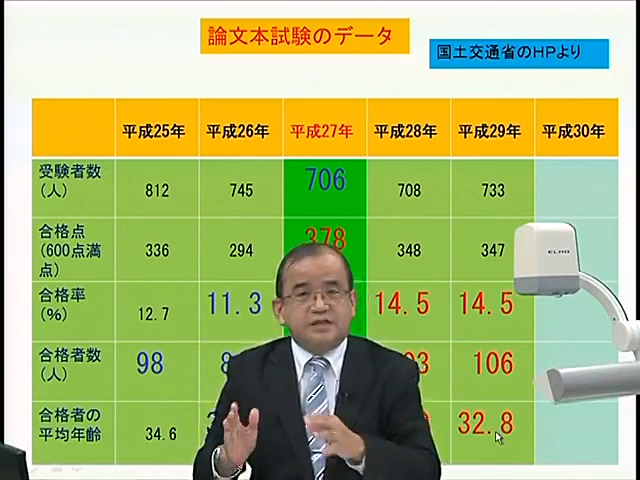 論文本試験のデータ
国土交通省のHPより
平成25年 平成26年 平成27年 平成28年 平成29年 平成30年
受験者数
(人) 812 745 706 708 733
合格点
(600点満
点) 336 294 378 348 347
ELMO
合格率
(%) 12.7 11.3 14.5 14.5
合格者数
(人) 98 106
合格者の
平均年齢 34.6 32.8